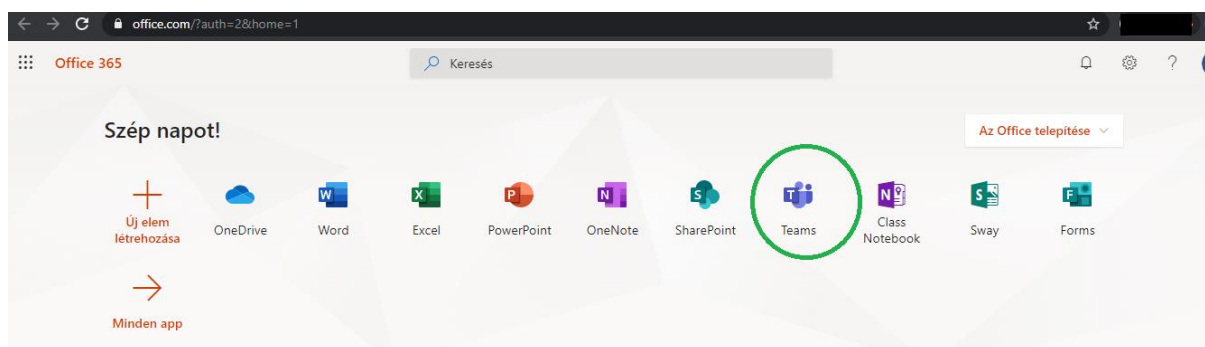 office.com/?auth=2&home=1
Office 365
Keresés
?
Szép napot!
Az Office telepítése
Új elem
létrehozása
OneDrive
Word
Excel
PowerPoint
OneNote
SharePoint
Teams
Class
Notebook
Sway
Forms
Minden app